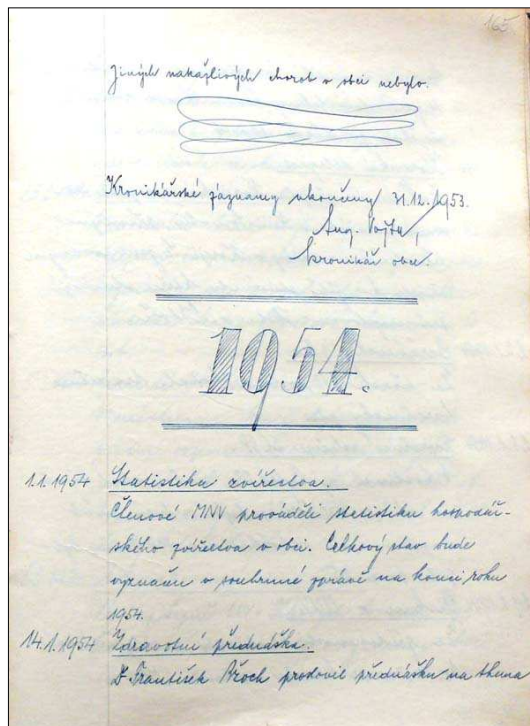 165
Jiných nakažlivých chorob v obci nebylo.
Kronikářské záznamy ukončeny 31.12.1953.
Aug. Vojta,
kronikář obce.
1954.
1.1.1954 Statistika zvířectva.
Členové MNV prováděli statistiku hospodář-
ského zvířectva v obci. Celkový stav bude
vyznačen v souhrnné zprávě na konci roku
1954.
14.1.1954 Zdravotní přednáška.
Dr František proslovil přednášku na thema